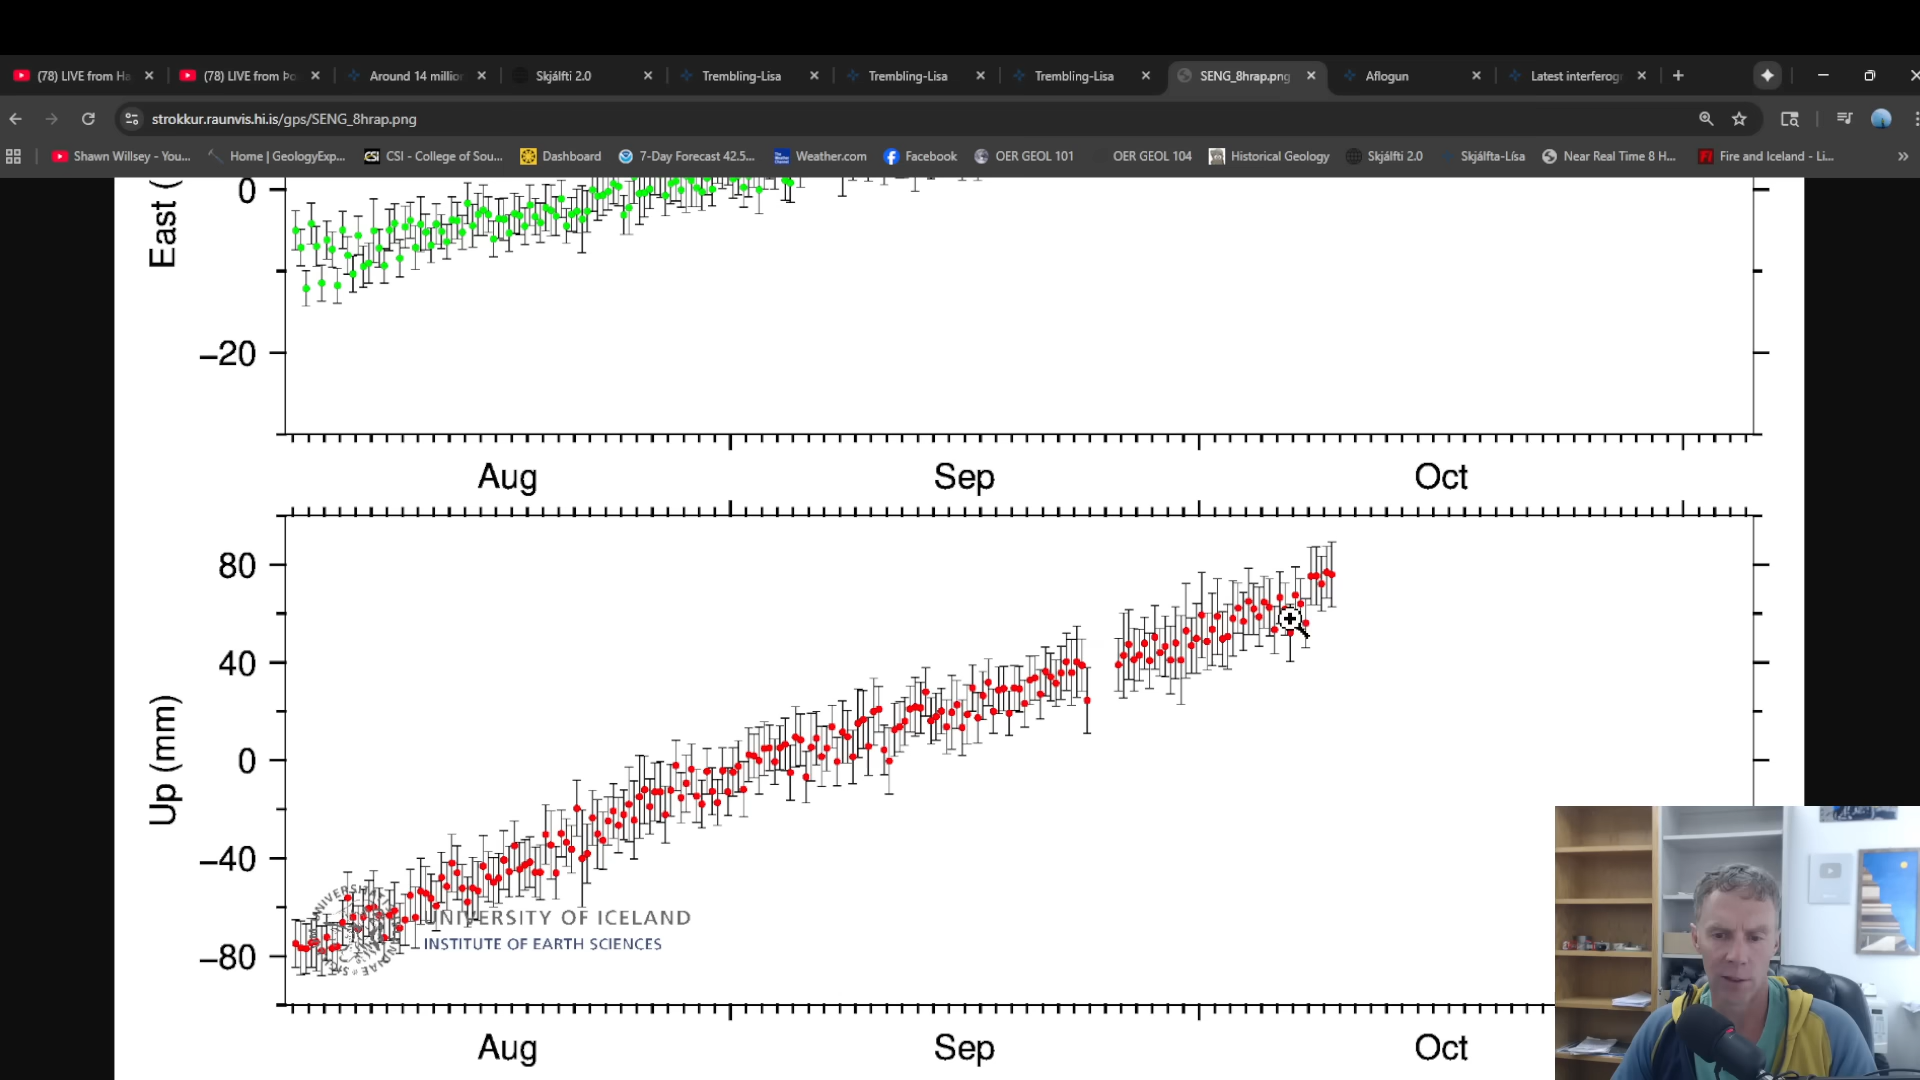 (78) LIVE from Ha
(78) LIVE from Þo
Around 14 million
Skjálfti 2.0
Trembling-Lisa
Trembling-Lisa
Trembling-Lisa
SENG_8hrap.png
Aflogun
Latest interferogr
strokkur.raunvis.hi.is/gps/SENG_8hrap.png
Shawn Willsey - You...
Home | GeologyExp...
CSI - College of Sou...
Dashboard
7-Day Forecast 42.5...
Weather.com
Facebook
OER GEOL 101
OER GEOL 104
Historical Geology
Skjálfti 2.0
Skjálfta-Lísa
Near Real Time 8 H...
Fire and Iceland - Li...
East (
0
−20
Aug
Sep
Oct
Up (mm)
80
40
0
−40
−80
UNIVERSITY OF ICELAND
INSTITUTE OF EARTH SCIENCES
Aug
Sep
Oct